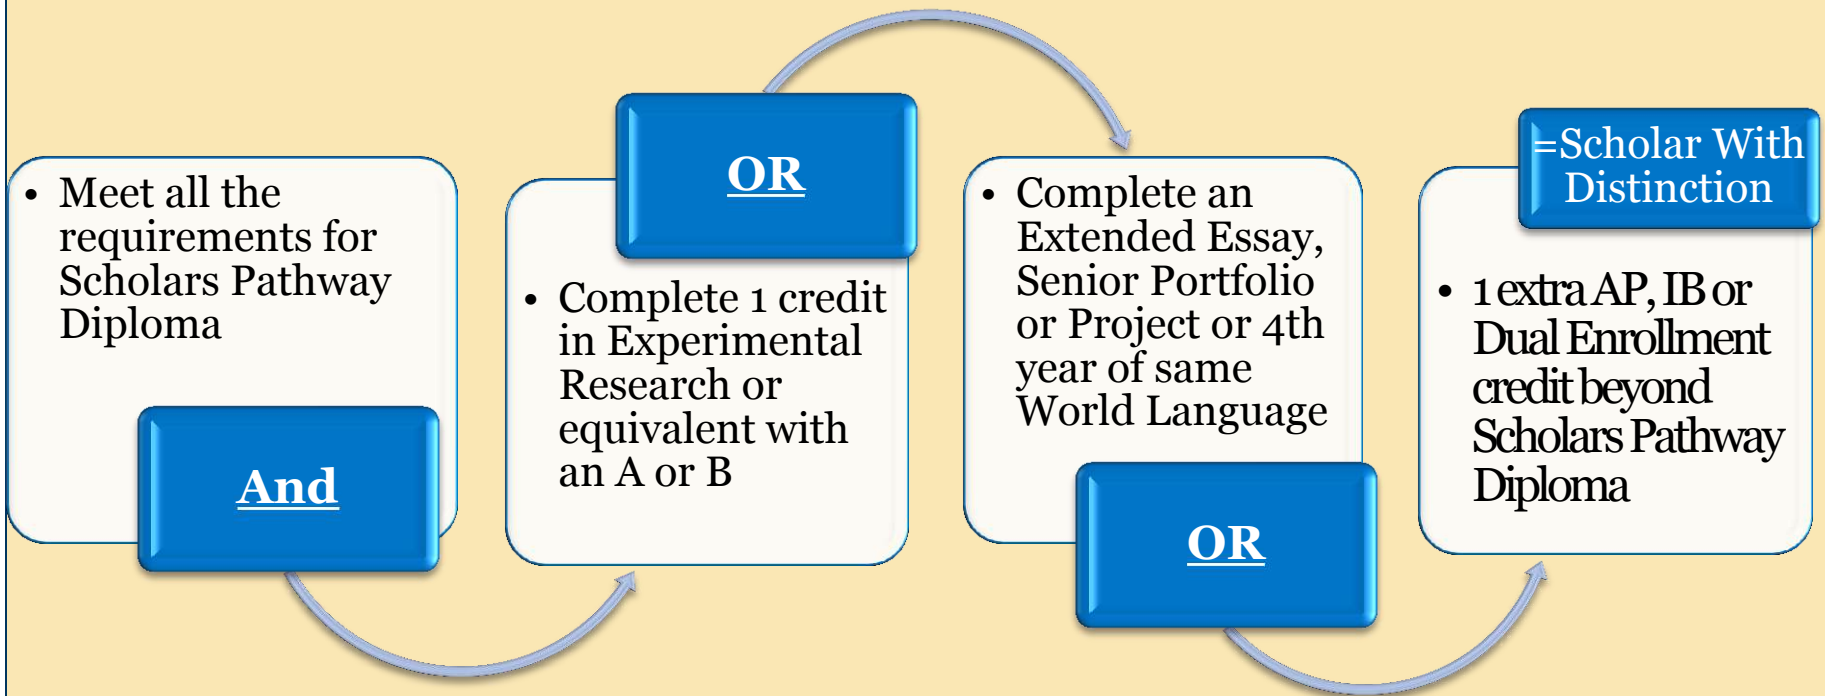 • Meet all the
requirements for
Scholars Pathway
Diploma
And
OR
• Complete 1 credit
in Experimental
Research or
equivalent with
an A or B
• Complete an
Extended Essay,
Senior Portfolio
or Project or 4th
year of same
World Language
OR
=Scholar With
Distinction
• 1 extra AP, IB or
Dual Enrollment
credit beyond
Scholars Pathway
Diploma